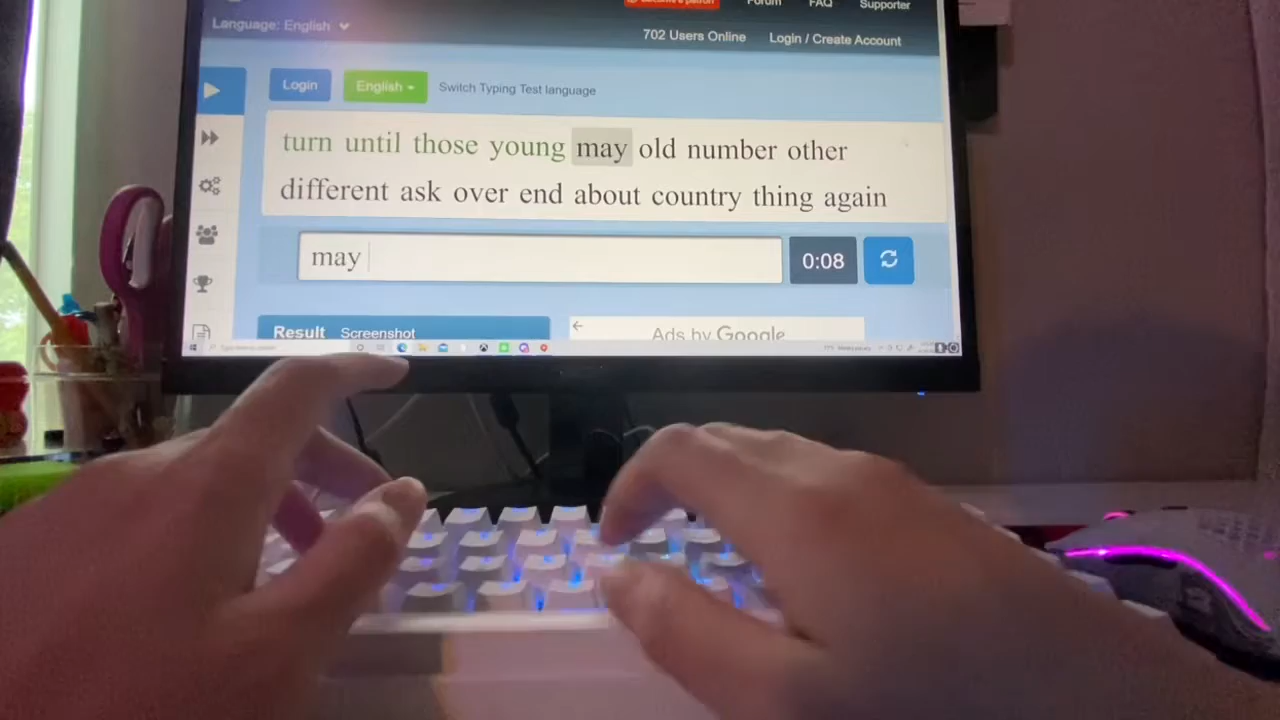 Become a patron Forum FAQ Supporter
Language: English
702 Users Online Login / Create Account
Login English Switch Typing Test language
turn until those young may old number other
different ask over end about country thing again
may
0:08
Result Screenshot
Ads by Google